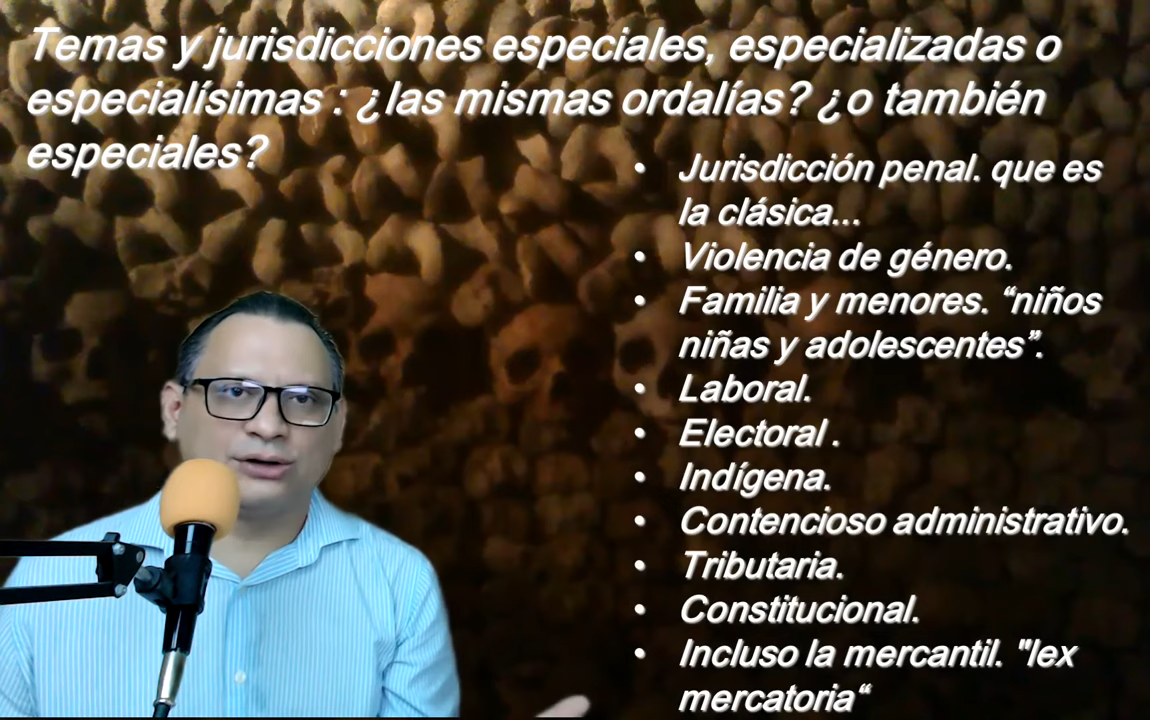 Temas y jurisdicciones especiales, especializadas o
especialísimas : ¿las mismas ordalías? ¿o también
especiales?
• Jurisdicción penal. que es
la clásica...
• Violencia de género.
• Familia y menores. “niños
niñas y adolescentes”.
• Laboral.
• Electoral .
• Indígena.
• Contencioso administrativo.
• Tributaria.
• Constitucional.
• Incluso la mercantil. "lex
mercatoria“